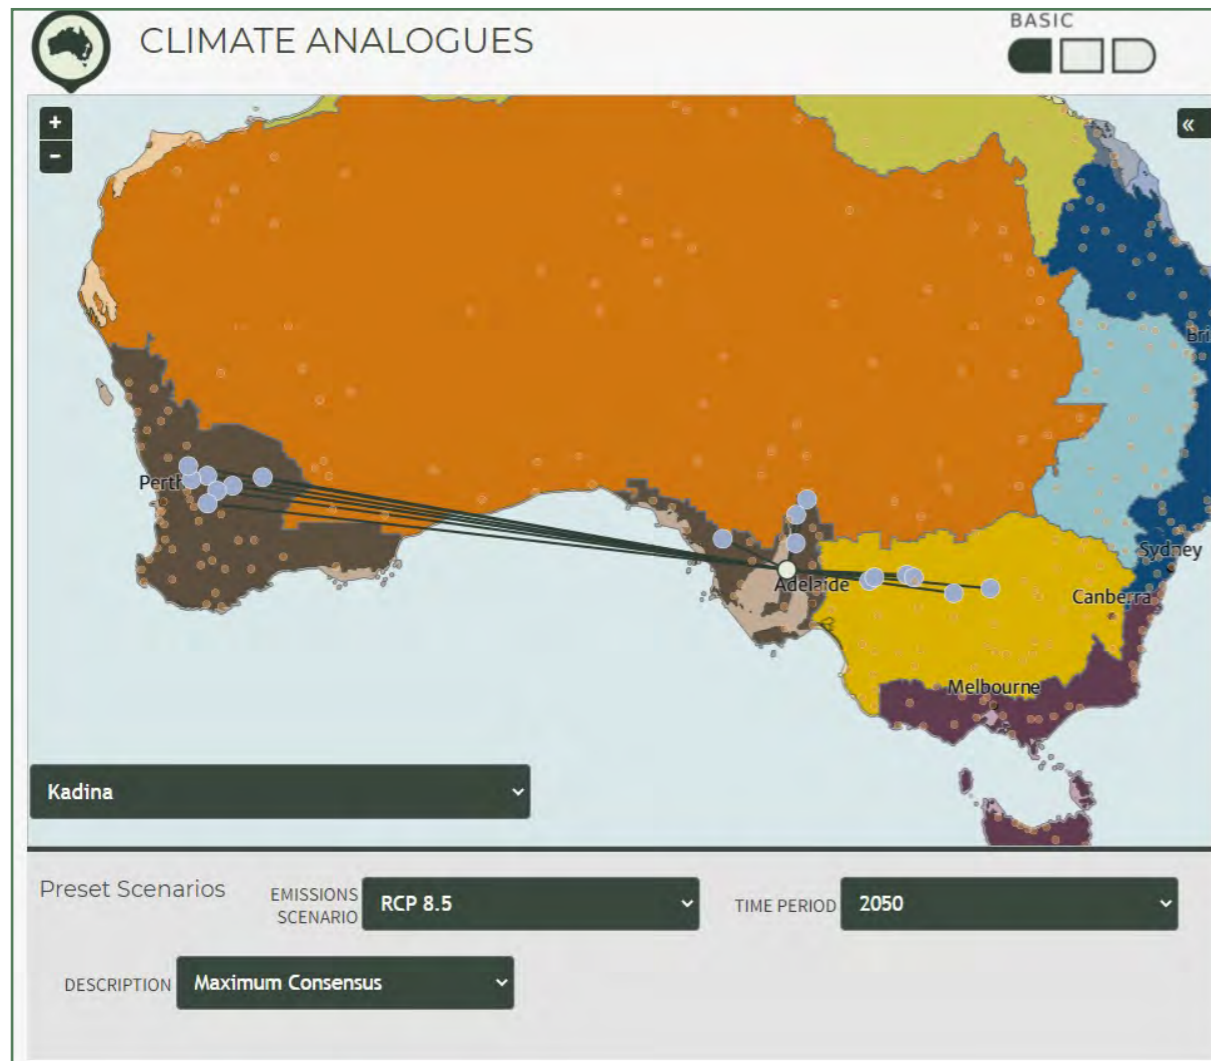 CLIMATE ANALOGUES
BASIC
+
-
«
Bri
Perth
Sydney
Adelaide
Canberra
Melbourne
Kadina
Preset Scenarios
EMISSIONS
SCENARIO
RCP 8.5
TIME PERIOD
2050
DESCRIPTION
Maximum Consensus